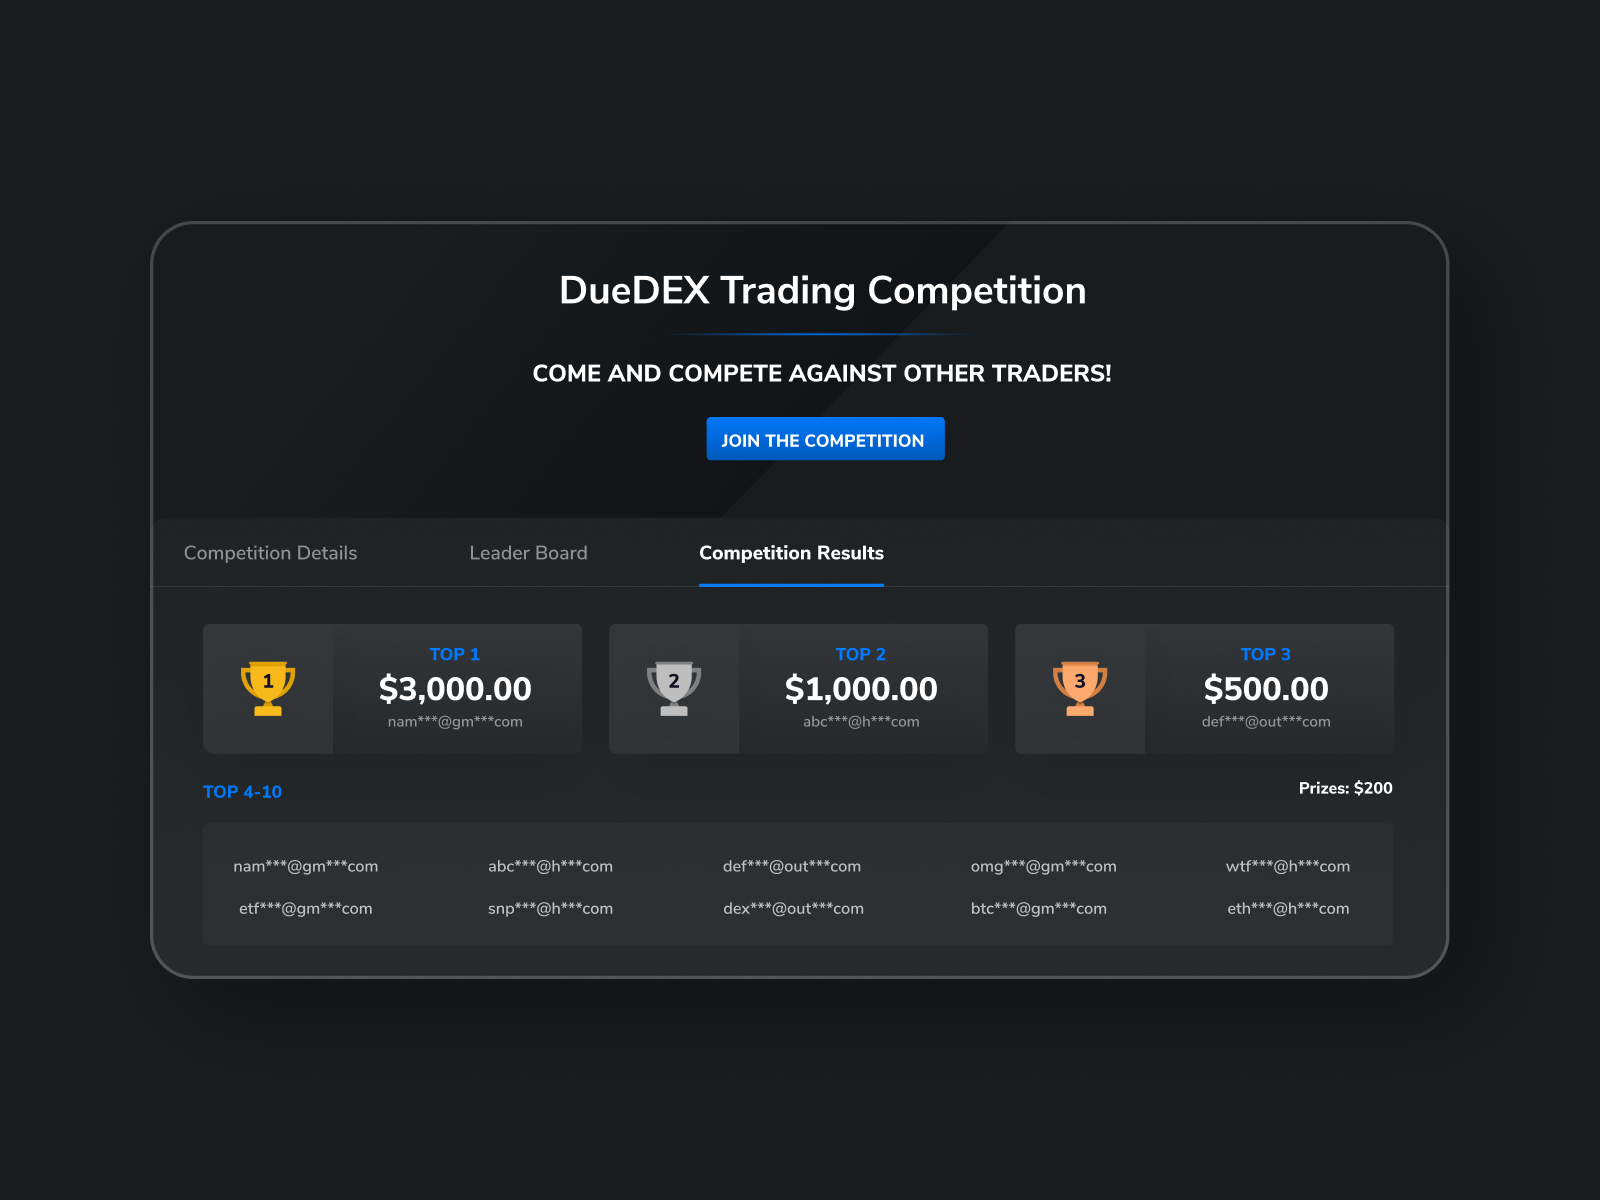 DueDEX Trading Competition
COME AND COMPETE AGAINST OTHER TRADERS!
JOIN THE COMPETITION
Competition Details
Leader Board
Competition Results
1
TOP 1
$3,000.00
nam***@gm***com
2
TOP 2
$1,000.00
abc***@h***com
3
TOP 3
$500.00
def***@out***com
TOP 4-10
Prizes: $200
nam***@gm***com abc***@h***com def***@out***com omg***@gm***com wtf***@h***com
etf***@gm***com snp***@h***com dex***@out***com btc***@gm***com eth***@h***com